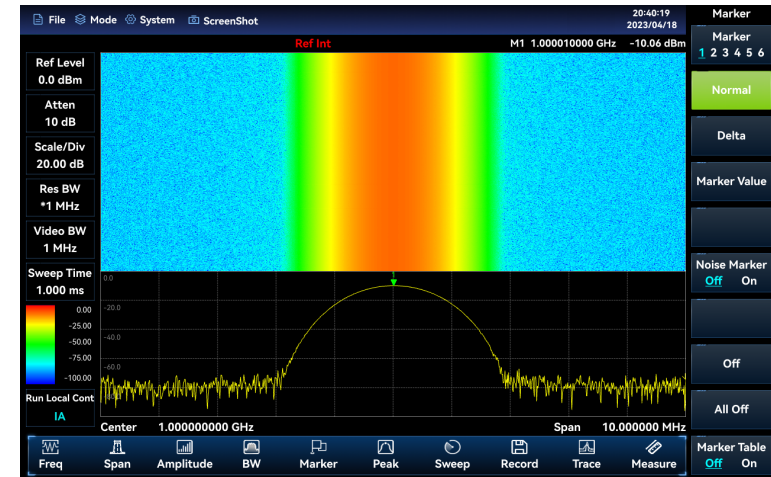 File Mode System ScreenShot
20:40:19
2023/04/18
Marker
Ref Int
M1 1.000010000 GHz -10.06 dBm
Ref Level
0.0 dBm
Atten
10 dB
Scale/Div
20.00 dB
Res BW
*1 MHz
Video BW
1 MHz
Sweep Time
1.000 ms
0.00
-25.00
-50.00
-75.00
-100.00
Run Local Cont
IA
1
0.0
-20.0
-40.0
-60.0
Center 1.000000000 GHz
Span 10.000000 MHz
Marker
1 2 3 4 5 6
Normal
Delta
Marker Value
Noise Marker
Off On
Off
All Off
Marker Table
Off On
Freq Span Amplitude BW Marker Peak Sweep Record Trace Measure